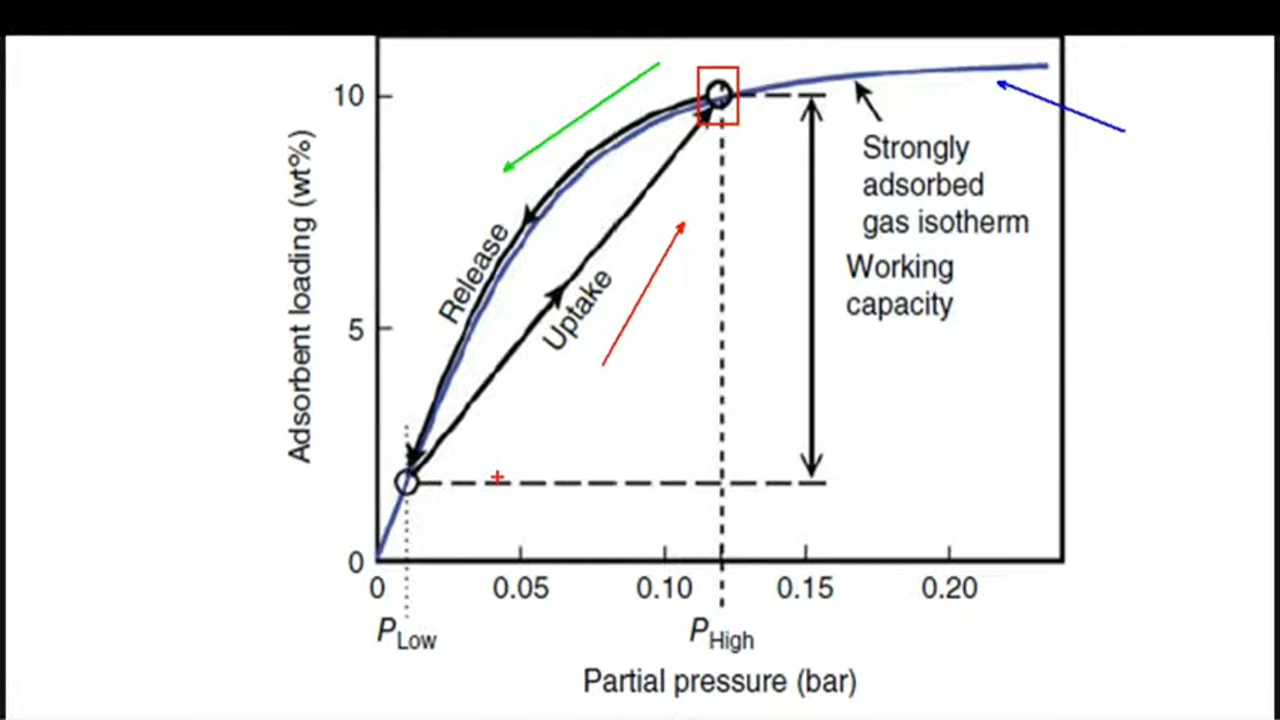 10
5
0
Adsorbent loading (wt%)
Release
Uptake
Strongly
adsorbed
gas isotherm
Working
capacity
0 0.05 0.10 0.15 0.20
PLow PHigh
Partial pressure (bar)